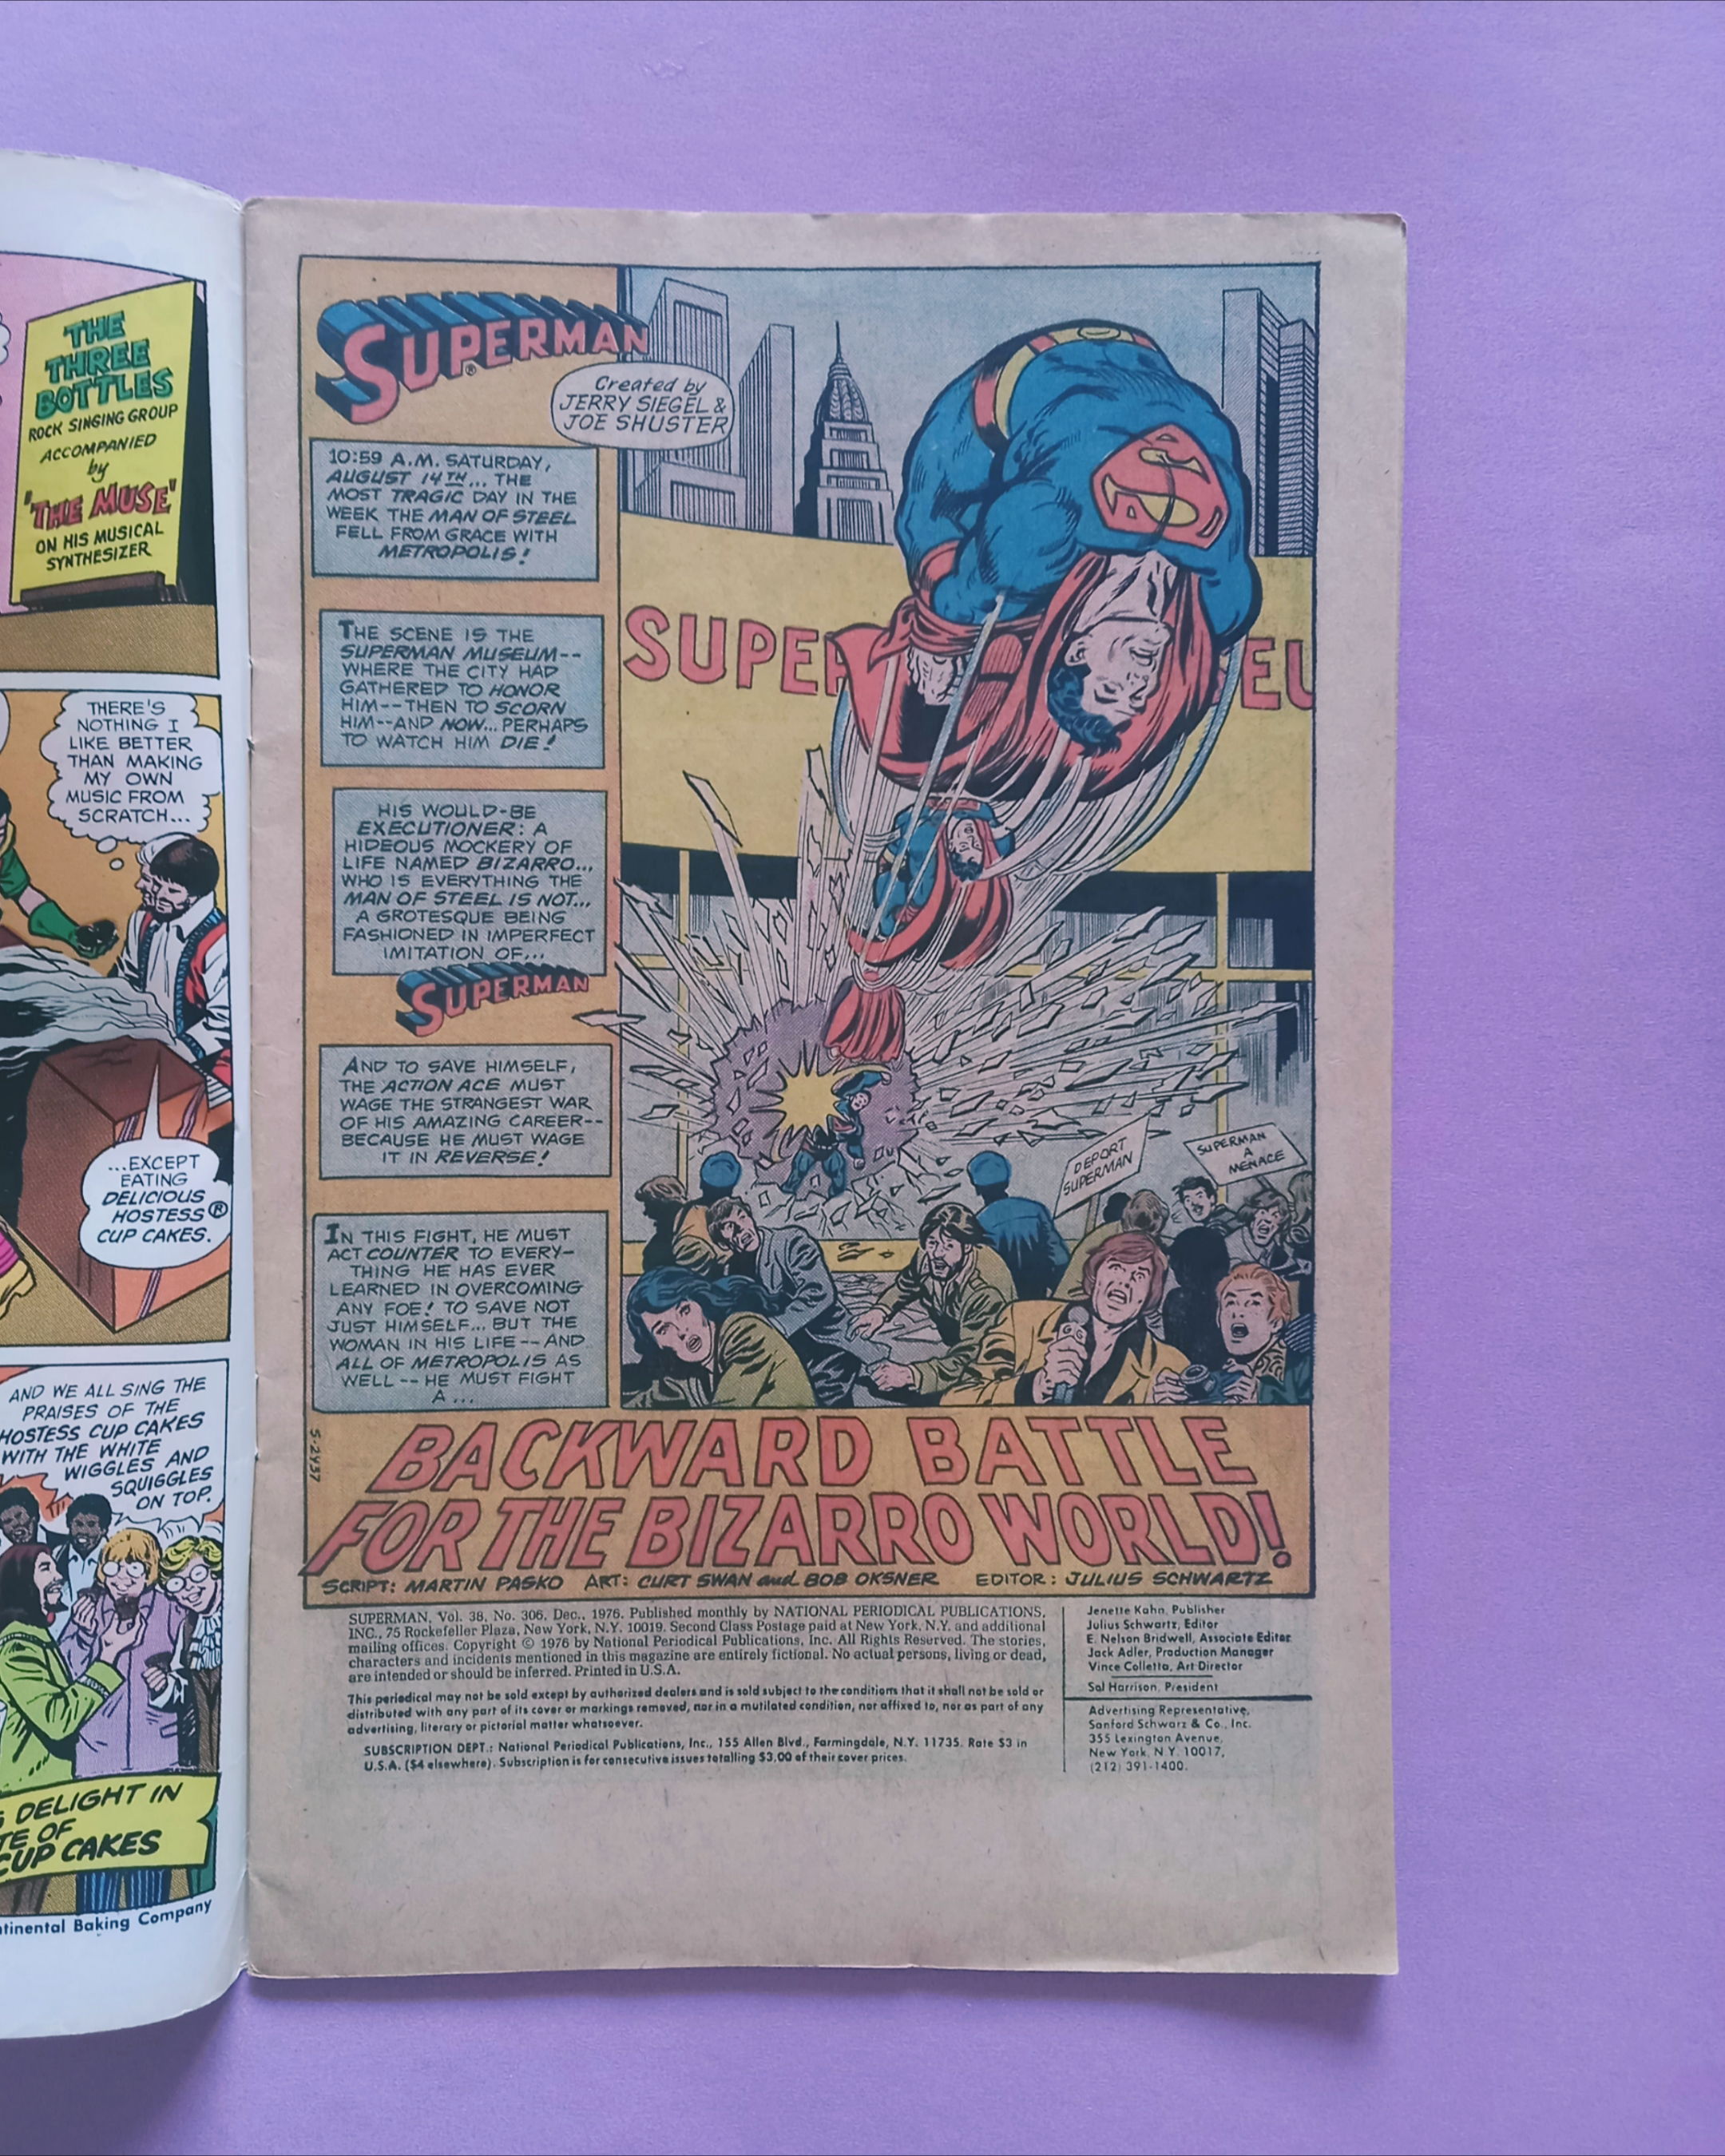 THE
THREE
BOTTLES
ROCK SINGING GROUP
ACCOMPANIED
by
'THE MUSE'
ON HIS MUSICAL
SYNTHESIZER
THERE'S
NOTHING I
LIKE BETTER
THAN MAKING
MY OWN
MUSIC FROM
SCRATCH...
...EXCEPT
EATING
DELICIOUS
HOSTESS®
CUP CAKES.
AND WE ALL SING THE
PRAISES OF THE
HOSTESS CUP CAKES
WITH THE WHITE
WIGGLES AND
SQUIGGLES
ON TOP.
DELIGHT IN
OF
CUP CAKES
Baking Company
SUPERMAN®
Created by
JERRY SIEGEL &
JOE SHUSTER
10:59 A.M. SATURDAY,
AUGUST 14TH... THE
MOST TRAGIC DAY IN THE
WEEK THE MAN OF STEEL
FELL FROM GRACE WITH
METROPOLIS!
THE SCENE IS THE
SUPERMAN MUSEUM--
WHERE THE CITY HAD
GATHERED TO HONOR
HIM--THEN TO SCORN
HIM--AND NOW... PERHAPS
TO WATCH HIM DIE!
HIS WOULD-BE
EXECUTIONER: A
HIDEOUS MOCKERY OF
LIFE NAMED BIZARRO...
WHO IS EVERYTHING THE
MAN OF STEEL IS NOT...
A GROTESQUE BEING
FASHIONED IN IMPERFECT
IMITATION OF...
SUPERMAN
AND TO SAVE HIMSELF,
THE ACTION ACE MUST
WAGE THE STRANGEST WAR
OF HIS AMAZING CAREER--
BECAUSE HE MUST WAGE
IT IN REVERSE!
IN THIS FIGHT, HE MUST
ACT COUNTER TO EVERY-
THING HE HAS EVER
LEARNED IN OVERCOMING
ANY FOE! TO SAVE NOT
JUST HIMSELF... BUT THE
WOMAN IN HIS LIFE -- AND
ALL OF METROPOLIS AS
WELL -- HE MUST FIGHT
A...
SUPER EU
DEPORT
SUPERMAN
SUPERMAN
A
MENACE
S-2437
BACKWARD BATTLE
FOR THE BIZARRO WORLD!
SCRIPT: MARTIN PASKO ART: CURT SWAN and BOB OKSNER EDITOR: JULIUS SCHWARTZ
SUPERMAN, Vol. 38, No. 306, Dec., 1976. Published monthly by NATIONAL PERIODICAL PUBLICATIONS,
INC., 75 Rockefeller Plaza, New York, N.Y. 10019. Second Class Postage paid at New York, N.Y. and additional
mailing offices. Copyright © 1976 by National Periodical Publications, Inc. All Rights Reserved. The stories,
characters and incidents mentioned in this magazine are entirely fictional. No actual persons, living or dead,
are intended or should be inferred. Printed in U.S.A.
This periodical may not be sold except by authorized dealers and is sold subject to the conditions that it shall not be sold or
distributed with any part of its cover or markings removed, nor in a mutilated condition, nor affixed to, nor as part of any
advertising, literary or pictorial matter whatsoever.
SUBSCRIPTION DEPT.: National Periodical Publications, Inc., 155 Allen Blvd., Farmingdale, N.Y. 11735. Rate $3 in
U.S.A. ($4 elsewhere). Subscription is for consecutive issues totalling $3.00 of their cover prices.
Jenette Kahn, Publisher
Julius Schwartz, Editor
E. Nelson Bridwell, Associate Editor
Jack Adler, Production Manager
Vince Colletta, Art Director
Sol Harrison, President
Advertising Representative,
Sanford Schwarz & Co., Inc.
355 Lexington Avenue,
New York, N.Y. 10017,
(212) 391-1400.